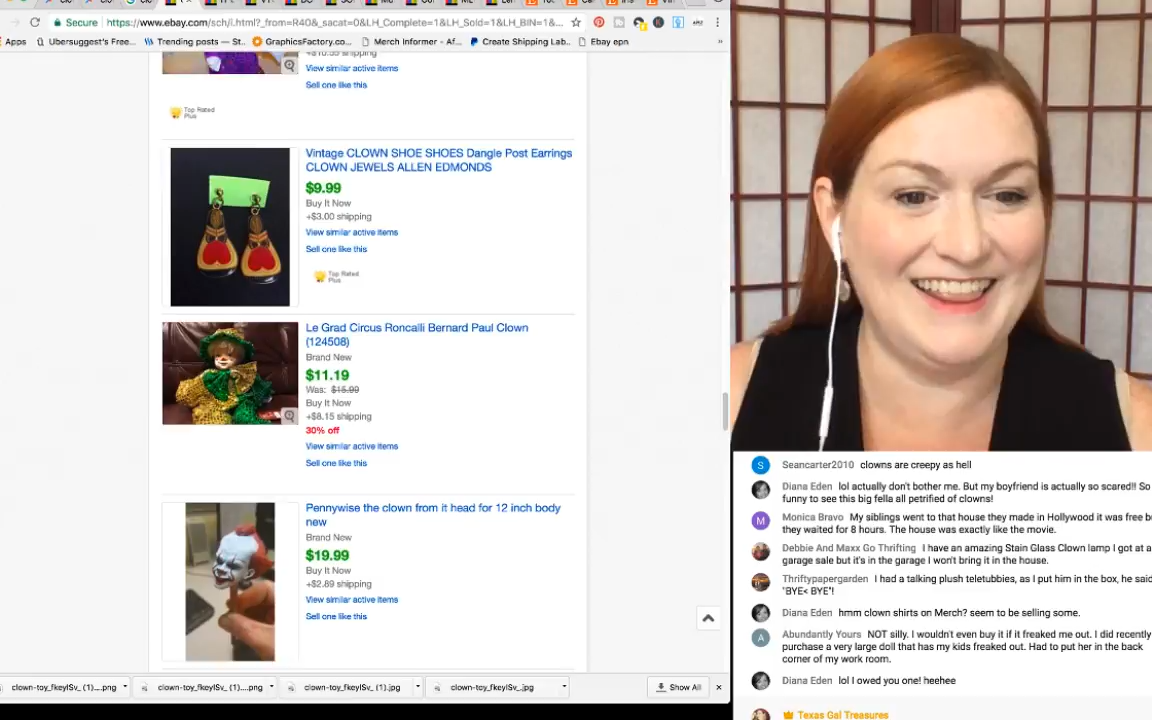 Secure
https://www.ebay.com/sch/i.html?_from=R40&_sacat=0&LH_Complete=1&LH_Sold=1&LH_BIN=1&...
Apps
Ubersuggest's Free...
Trending posts — St..
GraphicsFactory.co...
Merch Informer - Af...
Create Shipping Lab..
Ebay epn
»
View similar active items
Sell one like this
Top Rated
Plus
Vintage CLOWN SHOE SHOES Dangle Post Earrings
CLOWN JEWELS ALLEN EDMONDS
$9.99
Buy It Now
+$3.00 shipping
View similar active items
Sell one like this
Top Rated
Plus
Le Grad Circus Roncalli Bernard Paul Clown
(124508)
Brand New
$11.19
Was: $15.99
Buy It Now
+$8.15 shipping
30% off
View similar active items
Sell one like this
Pennywise the clown from it head for 12 inch body
new
Brand New
$19.99
Buy It Now
+$2.89 shipping
View similar active items
Sell one like this
clown-toy_fkeyISv_ (1)....png
clown-toy_fkeyISv_ (1)....png
clown-toy_fkeyISv_ (1).jpg
clown-toy_fkeyISv_.jpg
Show All
S Seancarter2010 clowns are creepy as hell
Diana Eden lol actually don't bother me. But my boyfriend is actually so scared!! So
funny to see this big fella all petrified of clowns!
M Monica Bravo My siblings went to that house they made in Hollywood it was free bu
they waited for 8 hours. The house was exactly like the movie.
Debbie And Maxx Go Thrifting I have an amazing Stain Glass Clown lamp I got at a
garage sale but it's in the garage I won't bring it in the house.
Thriftypapergarden I had a talking plush teletubbies, as I put him in the box, he said
"BYE< BYE"!
Diana Eden hmm clown shirts on Merch? seem to be selling some.
A Abundantly Yours NOT silly. I wouldn't even buy it if it freaked me out. I did recently
purchase a very large doll that has my kids freaked out. Had to put her in the back
corner of my work room.
Diana Eden lol I owed you one! heehee
Texas Gal Treasures